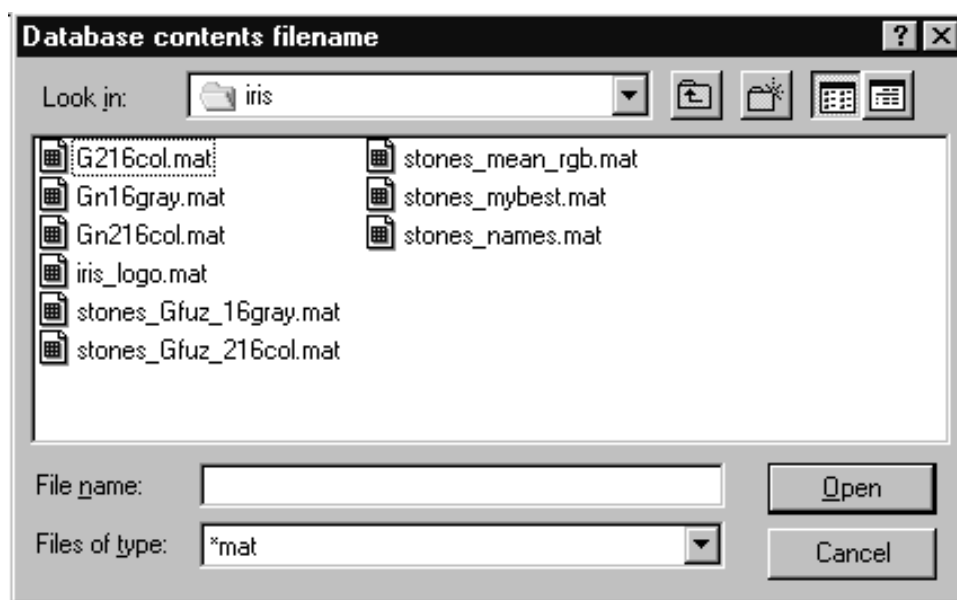 Database contents filename
Look in: iris
G216col.mat
Gn16gray.mat
Gn216col.mat
iris_logo.mat
stones_Gfuz_16gray.mat
stones_Gfuz_216col.mat
stones_mean_rgb.mat
stones_mybest.mat
stones_names.mat
File name:
Open
Files of type: *mat
Cancel